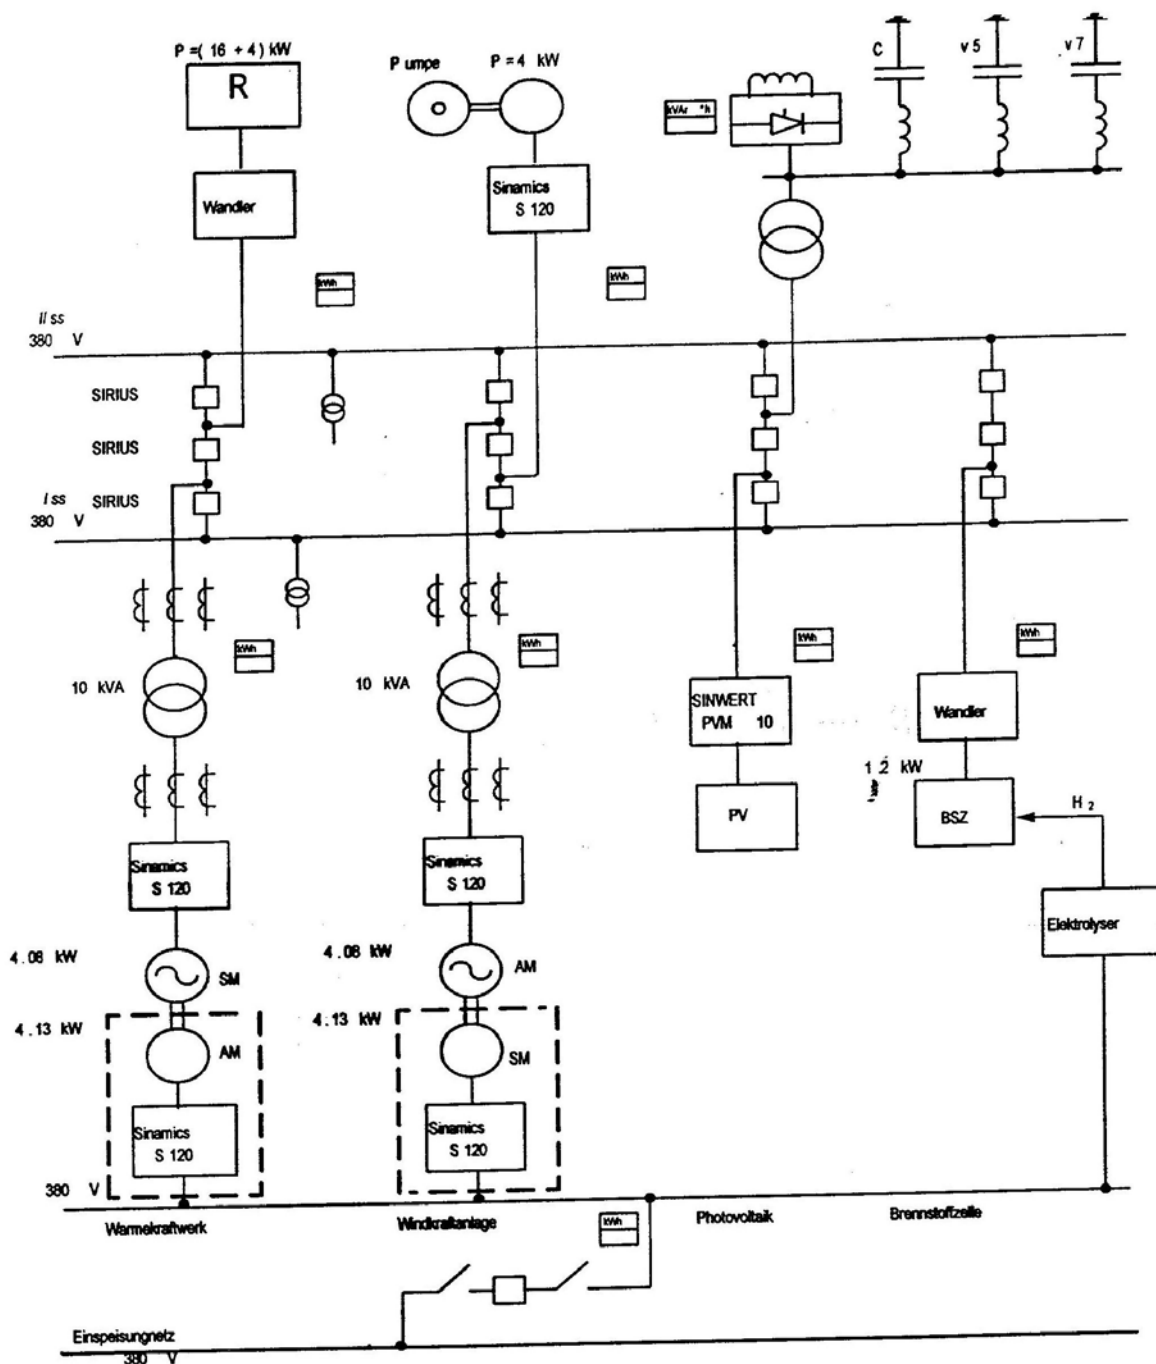 P =( 16 + 4 ) kW
R
Wandler
P umpe
P = 4 kW
Sinamics
S 120
kVAr *h
C
v 5
v 7
kWh
kWh
II ss
380 V
SIRIUS
SIRIUS
I ss
SIRIUS
380 V
kWh
10 kVA
kWh
10 kVA
kWh
kWh
SINWERT
PVM 10
Wandler
1 2 kW
PV
BSZ
H 2
Sinamics
S 120
Sinamics
S 120
Elektrolyser
4 . 08 kW
SM
4 . 08 kW
AM
4 . 13 kW
AM
4 . 13 kW
SM
Sinamics
S 120
Sinamics
S 120
380 V
Warmekraftwerk
Windkraftanlage
kWh
Photovoltaik
Brennstoffzelle
Einspeisungnetz
380 V